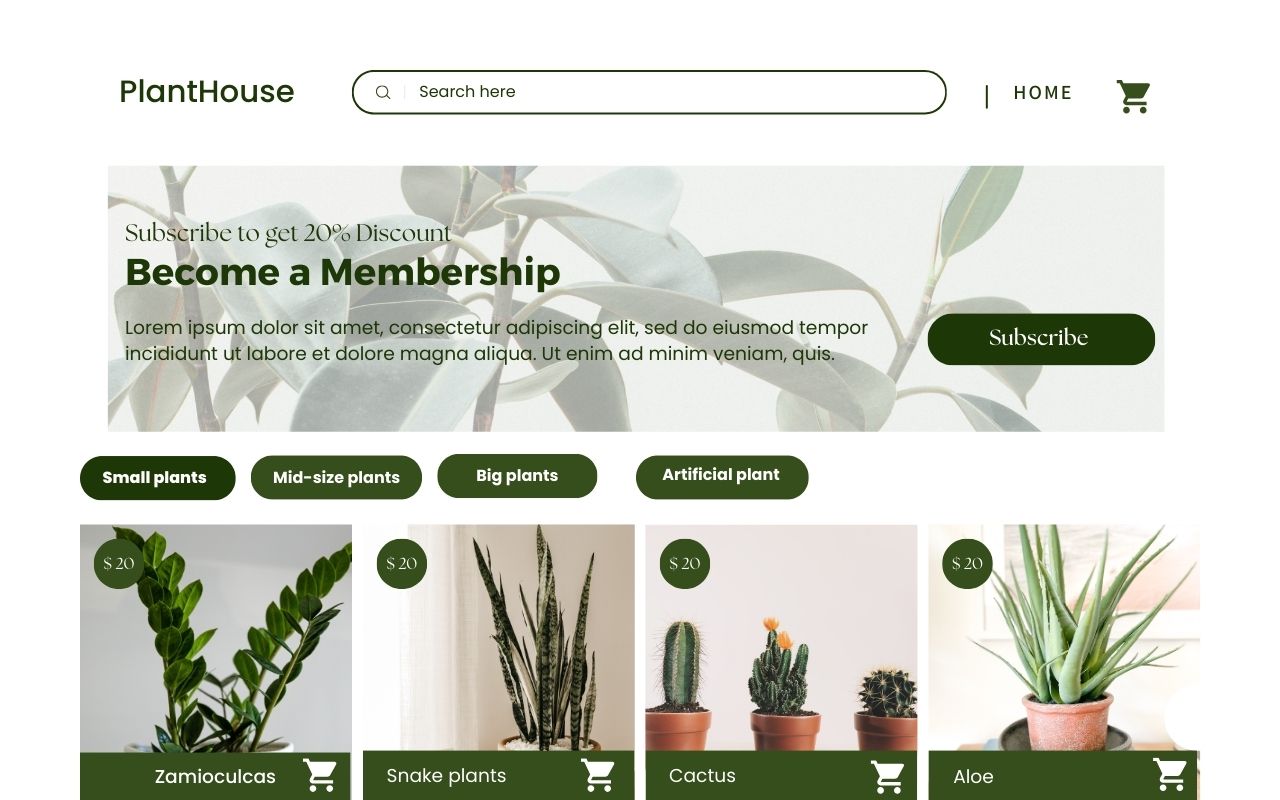 PlantHouse
Search here
HOME
Subscribe to get 20% Discount
Become a Membership
Lorem ipsum dolor sit amet, consectetur adipiscing elit, sed do eiusmod tempor
incididunt ut labore et dolore magna aliqua. Ut enim ad minim veniam, quis.
Subscribe
Small plants
Mid-size plants
Big plants
Artificial plant
$ 20
$ 20
$ 20
$ 20
Zamioculcas
Snake plants
Cactus
Aloe